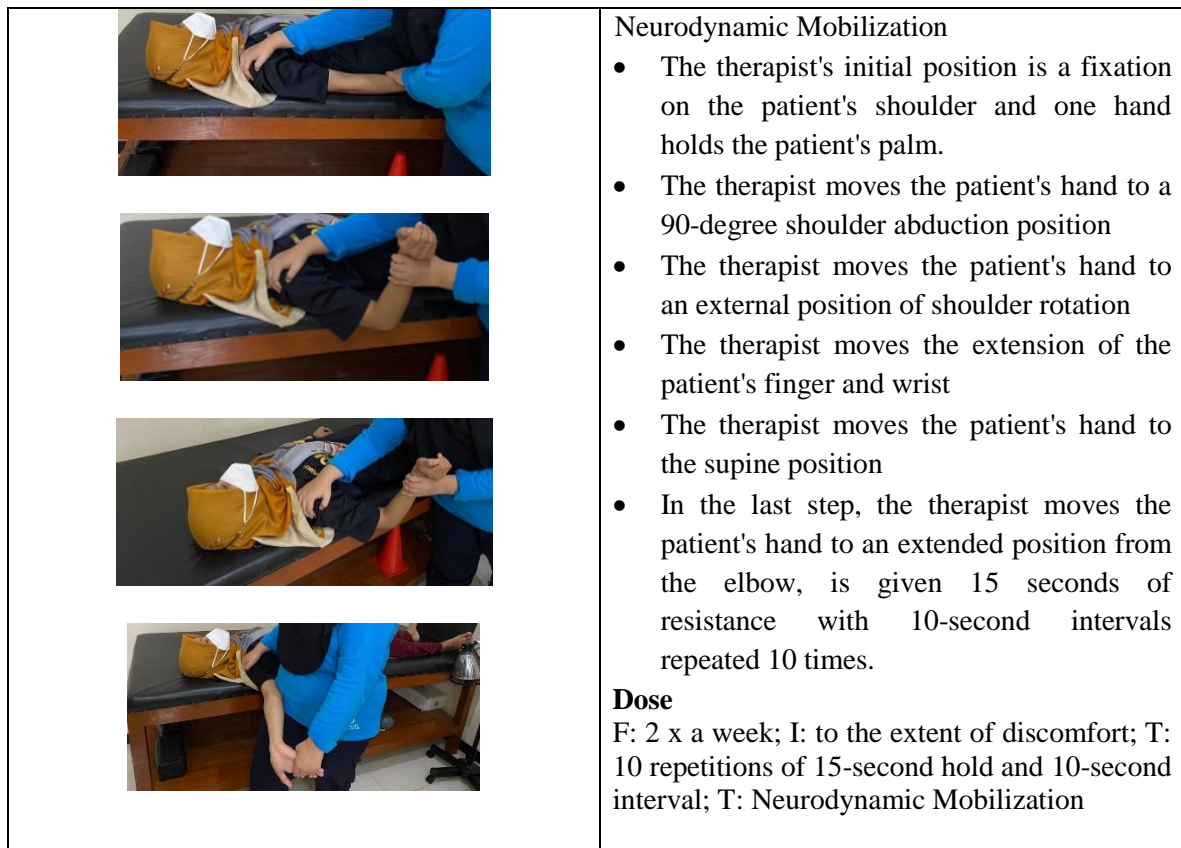 Neurodynamic Mobilization
• The therapist's initial position is a fixation
on the patient's shoulder and one hand
holds the patient's palm.
• The therapist moves the patient's hand to a
90-degree shoulder abduction position
• The therapist moves the patient's hand to
an external position of shoulder rotation
• The therapist moves the extension of the
patient's finger and wrist
• The therapist moves the patient's hand to
the supine position
• In the last step, the therapist moves the
patient's hand to an extended position from
the elbow, is given 15 seconds of
resistance with 10-second intervals
repeated 10 times.
Dose
F: 2 x a week; I: to the extent of discomfort; T:
10 repetitions of 15-second hold and 10-second
interval; T: Neurodynamic Mobilization